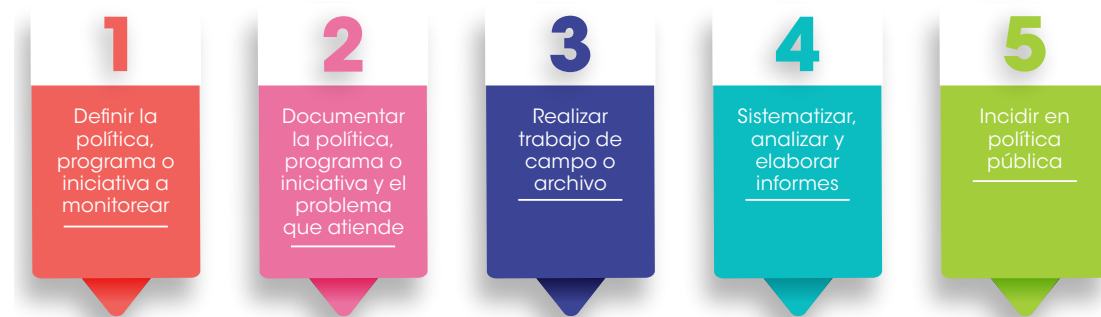 1
Definir la
política,
programa o
iniciativa a
monitorear
2
Documentar
la política,
programa o
iniciativa y el
problema
que atiende
3
Realizar
trabajo de
campo o
archivo
4
Sistematizar,
analizar y
elaborar
informes
5
Incidir en
política
pública